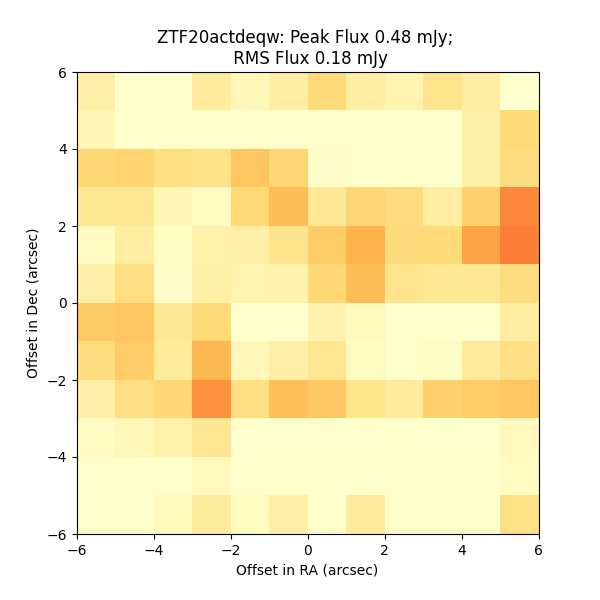 ZTF20actdeqw: Peak Flux 0.48 mJy;
RMS Flux 0.18 mJy
6
4
2
0
−2
−4
−6
Offset in Dec (arcsec)
−6 −4 −2 0 2 4 6
Offset in RA (arcsec)